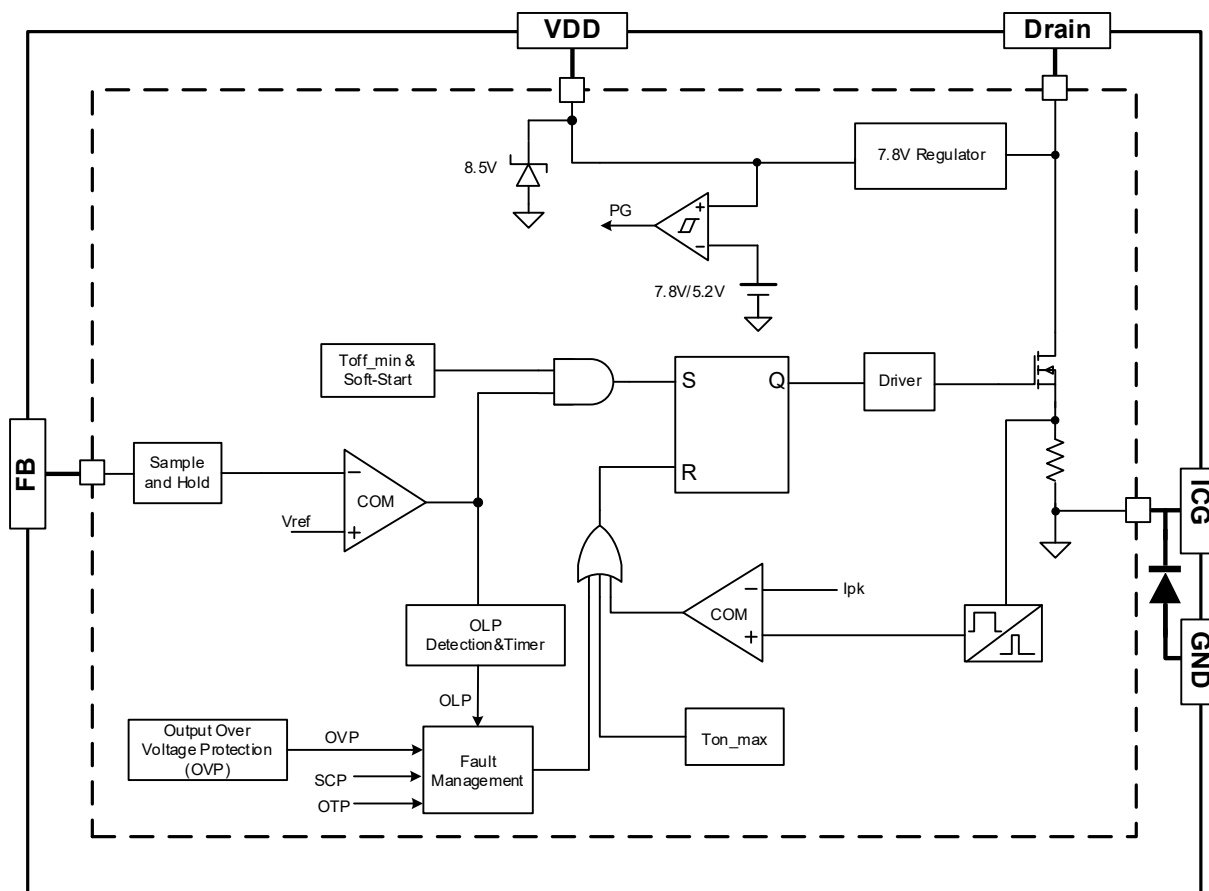 VDD
Drain
8.5V
7.8V Regulator
PG
+
−
7.8V/5.2V
Toff_min &
Soft-Start
S
Q
R
Driver
FB
Sample
and Hold
−
COM
+
Vref
ICG
GND
−
COM
+
Ipk
OLP
Detection&Timer
OLP
Output Over
Voltage Protection
(OVP)
OVP
SCP
OTP
Fault
Management
Ton_max